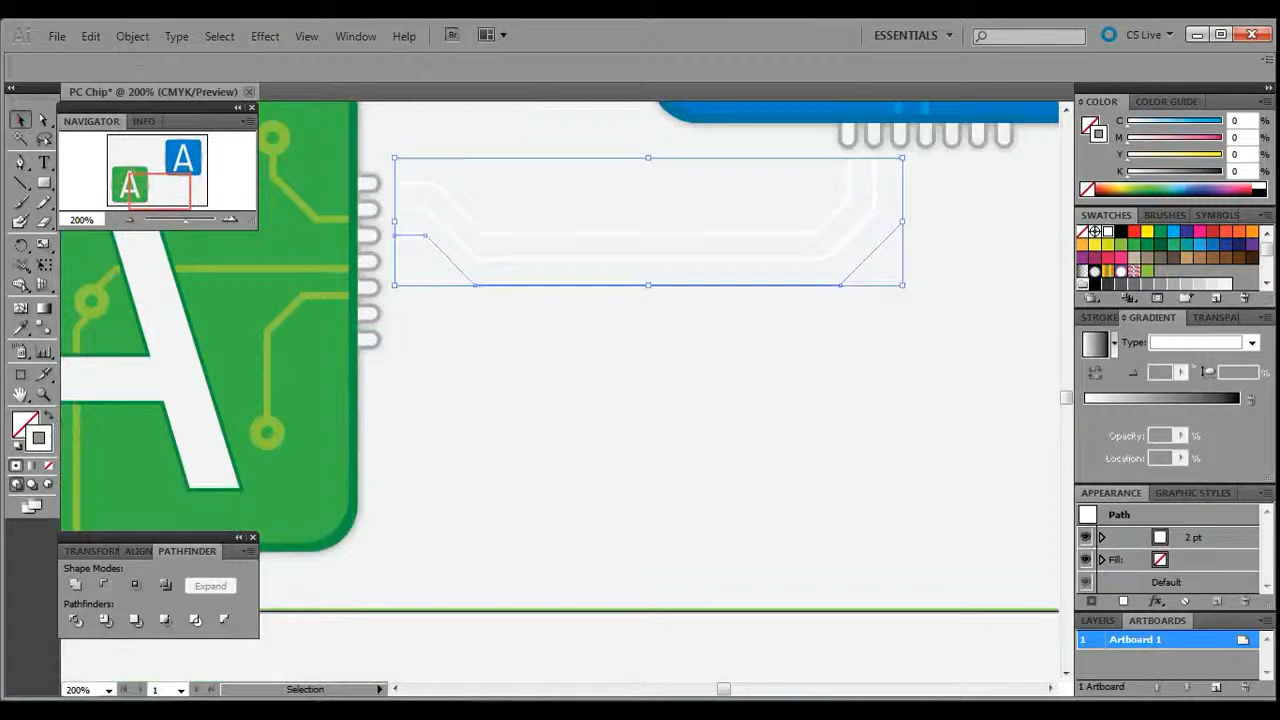 Ai File Edit Object Type Select Effect View Window Help Br ESSENTIALS CS Live
PC Chip* @ 200% (CMYK/Preview)
NAVIGATOR INFO
A
A
200%
COLOR COLOR GUIDE
C 0 %
M 0 %
Y 0 %
K 0 %
SWATCHES BRUSHES SYMBOLS
STROKE GRADIENT TRANSPA
Type:
°
%
Opacity: %
Location: %
APPEARANCE GRAPHIC STYLES
Path
2 pt
Fill:
Default
LAYERS ARTBOARDS
1 Artboard 1
1 Artboard
T
A
TRANSFORM ALIGN PATHFINDER
Shape Modes:
Expand
Pathfinders:
200% 1 Selection